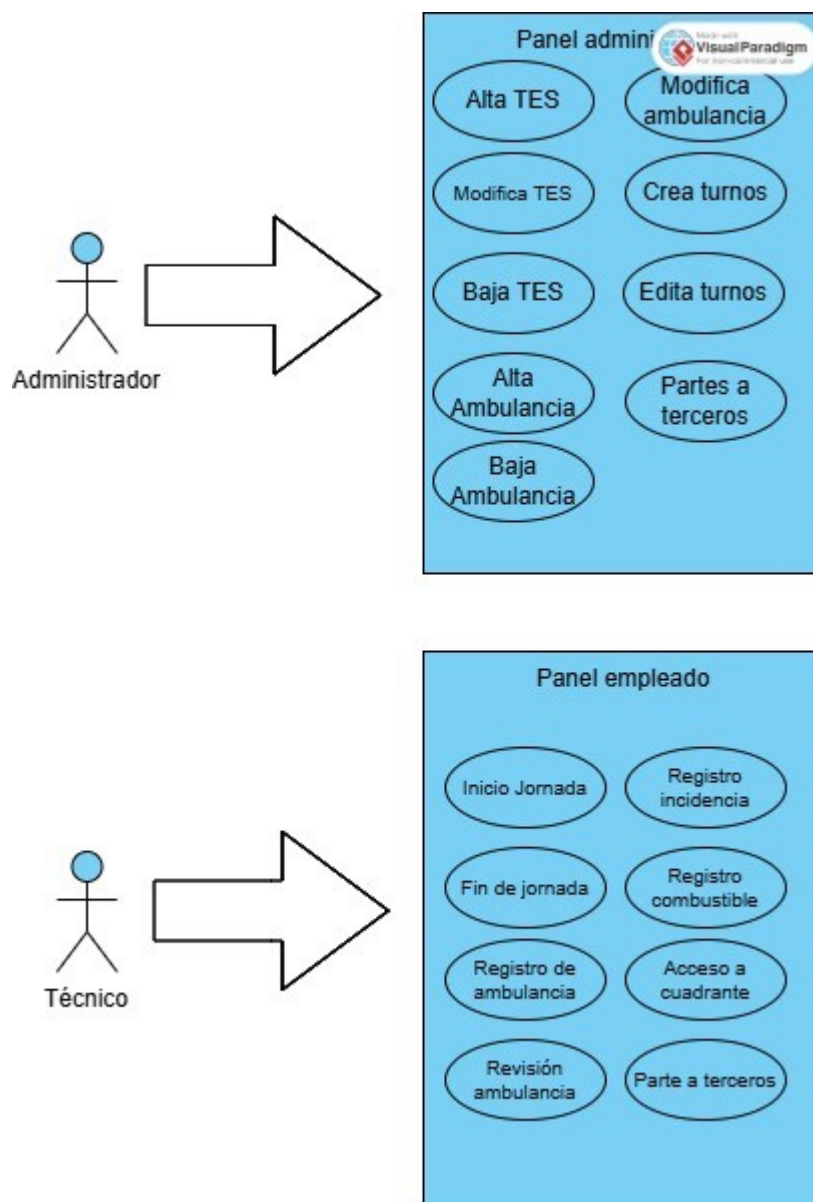 Panel admini
Made with
VisualParadigm
For non-commercial use
Alta TES
Modifica
ambulancia
Modifica TES
Crea turnos
Baja TES
Edita turnos
Administrador
Alta
Ambulancia
Partes a
terceros
Baja
Ambulancia
Panel empleado
Inicio Jornada
Registro
incidencia
Fin de jornada
Registro
combustible
Técnico
Registro de
ambulancia
Acceso a
cuadrante
Revisión
ambulancia
Parte a terceros